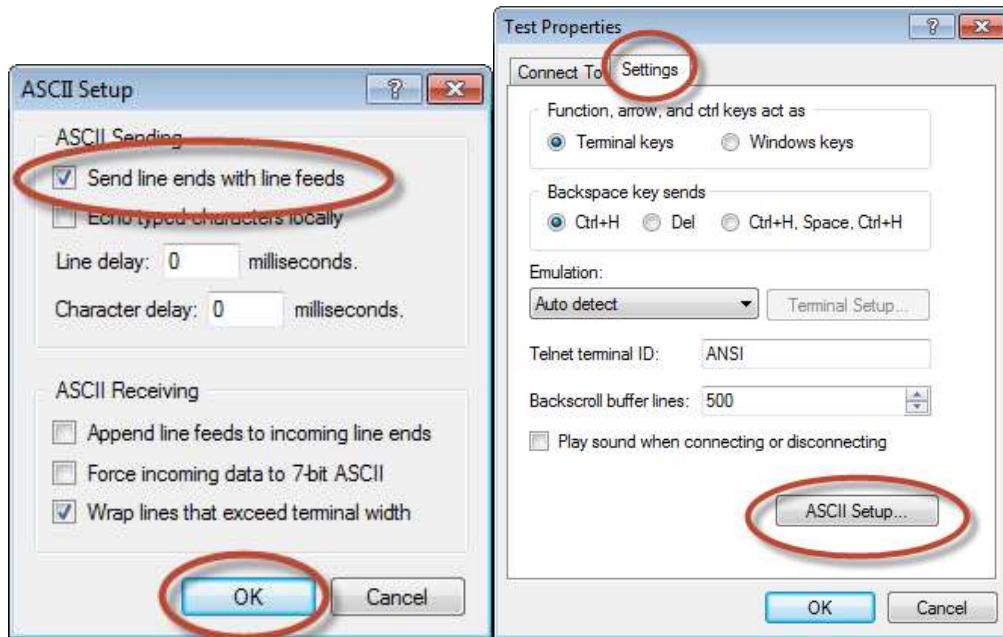 ASCII Setup
ASCII Sending
Send line ends with line feeds
Echo typed characters locally
Line delay: 0 milliseconds.
Character delay: 0 milliseconds.
ASCII Receiving
Append line feeds to incoming line ends
Force incoming data to 7-bit ASCII
Wrap lines that exceed terminal width
OK Cancel
Test Properties
Connect To Settings
Function, arrow, and ctrl keys act as
Terminal keys Windows keys
Backspace key sends
Ctrl+H Del Ctrl+H, Space, Ctrl+H
Emulation:
Auto detect Terminal Setup...
Telnet terminal ID: ANSI
Backscroll buffer lines: 500
Play sound when connecting or disconnecting
ASCII Setup...
OK Cancel